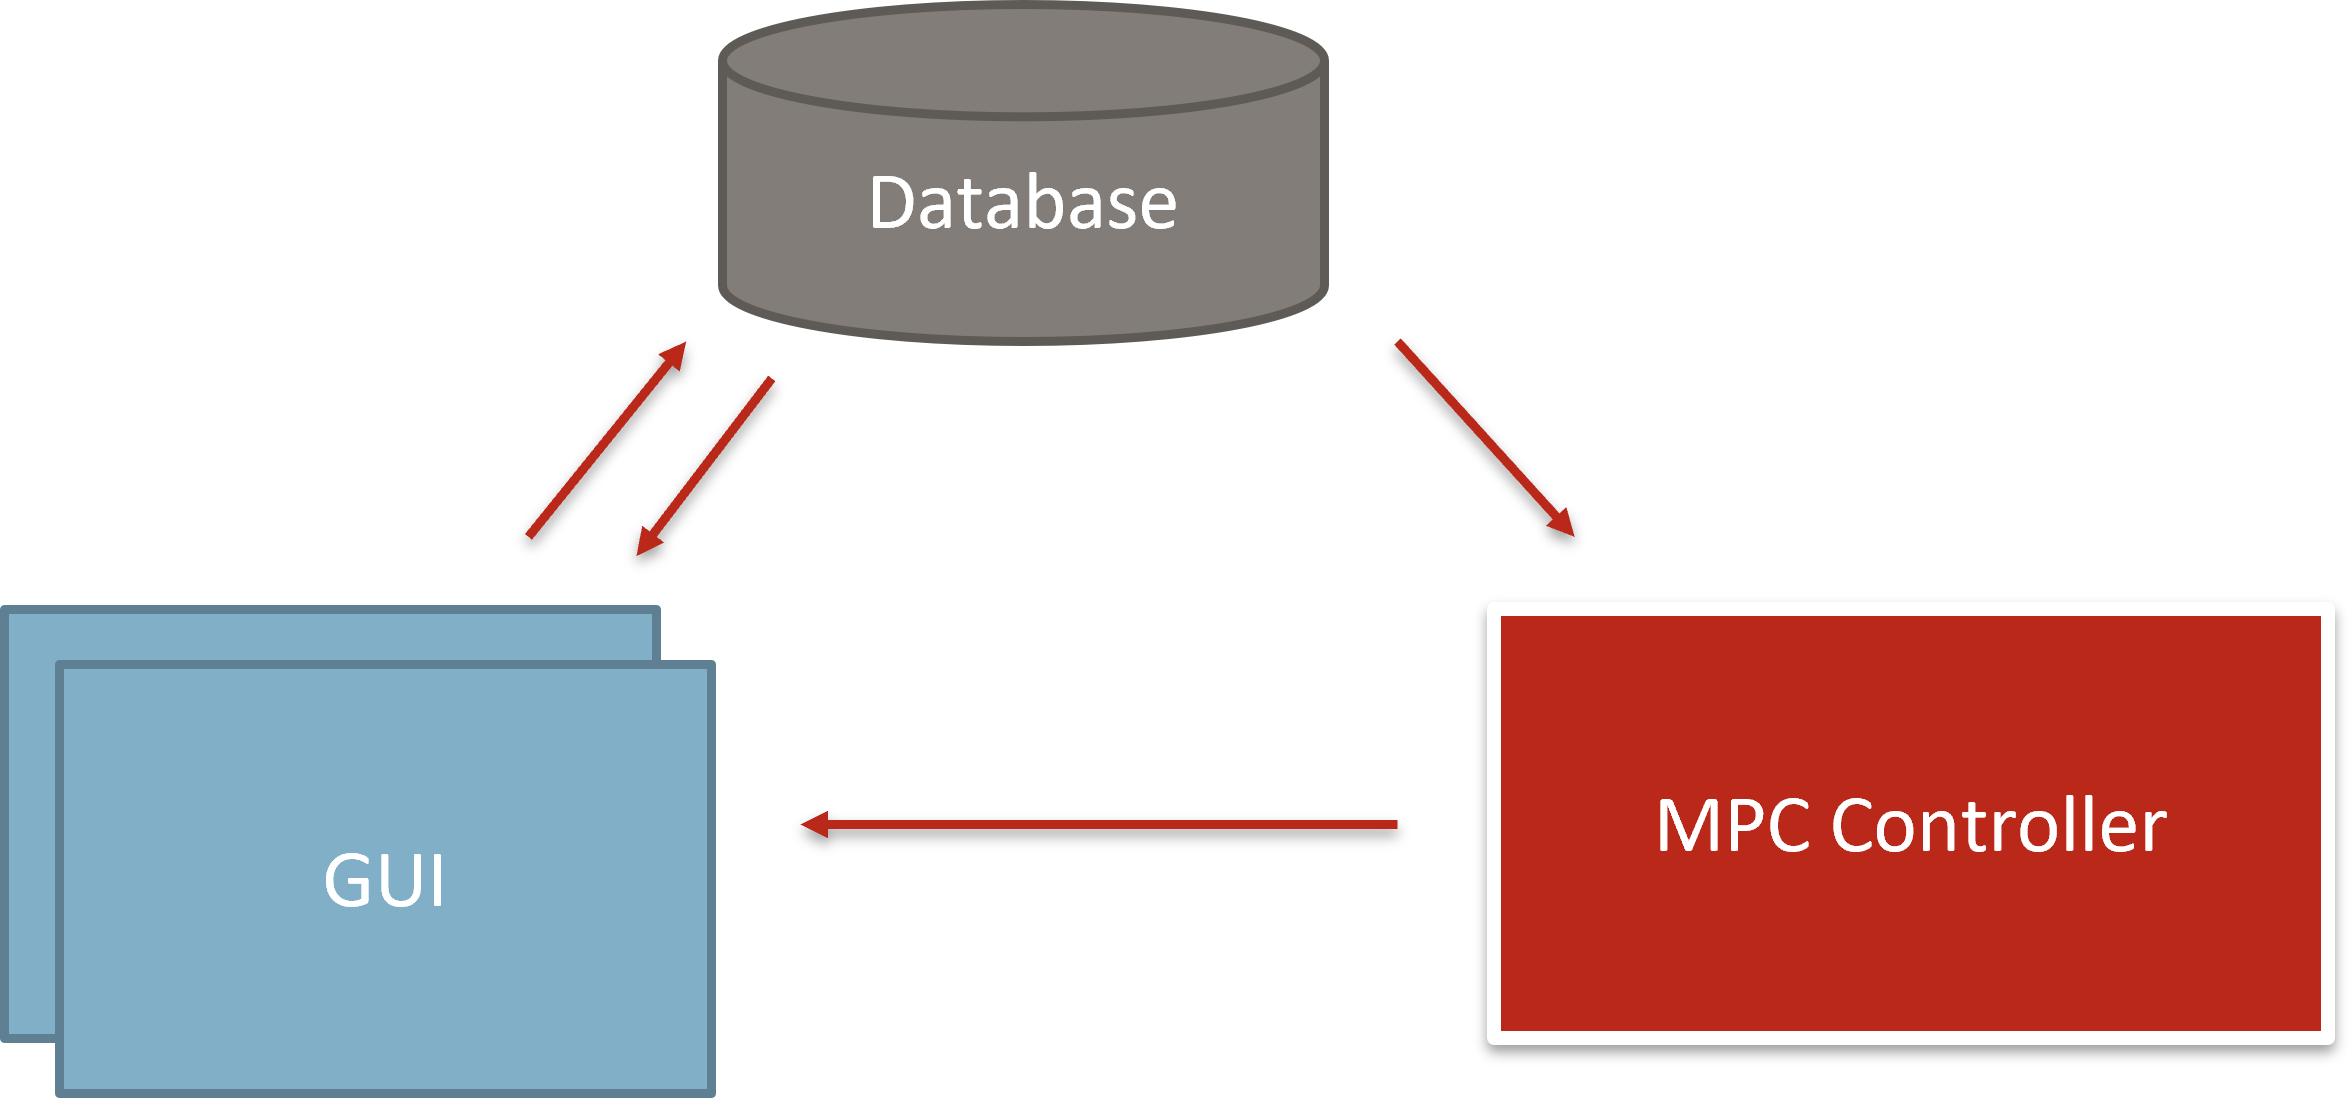 Database
GUI
MPC Controller